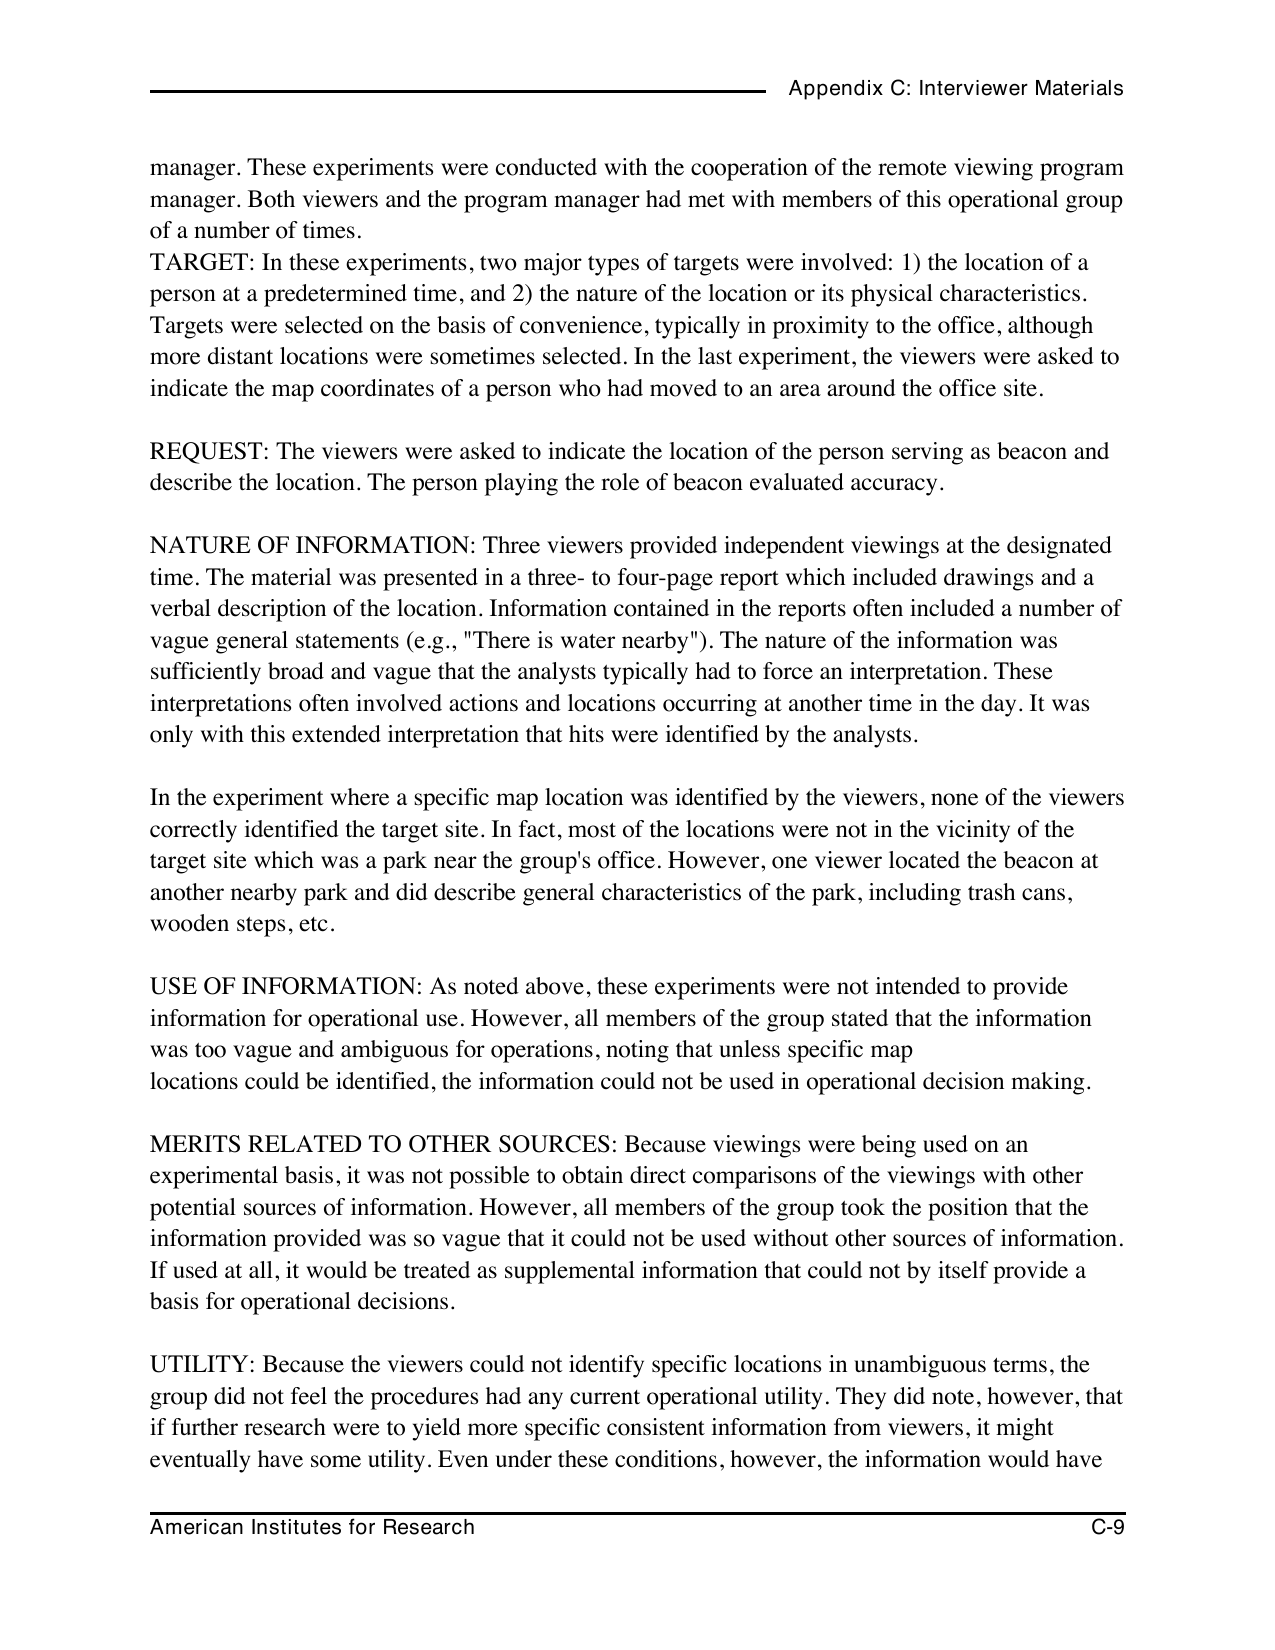 Appendix C: Interviewer Materials
manager. These experiments were conducted with the cooperation of the remote viewing program
manager. Both viewers and the program manager had met with members of this operational group
of a number of times.
TARGET: In these experiments, two major types of targets were involved: 1) the location of a
person at a predetermined time, and 2) the nature of the location or its physical characteristics.
Targets were selected on the basis of convenience, typically in proximity to the office, although
more distant locations were sometimes selected. In the last experiment, the viewers were asked to
indicate the map coordinates of a person who had moved to an area around the office site.
REQUEST: The viewers were asked to indicate the location of the person serving as beacon and
describe the location. The person playing the role of beacon evaluated accuracy.
NATURE OF INFORMATION: Three viewers provided independent viewings at the designated
time. The material was presented in a three- to four-page report which included drawings and a
verbal description of the location. Information contained in the reports often included a number of
vague general statements (e.g., "There is water nearby"). The nature of the information was
sufficiently broad and vague that the analysts typically had to force an interpretation. These
interpretations often involved actions and locations occurring at another time in the day. It was
only with this extended interpretation that hits were identified by the analysts.
In the experiment where a specific map location was identified by the viewers, none of the viewers
correctly identified the target site. In fact, most of the locations were not in the vicinity of the
target site which was a park near the group's office. However, one viewer located the beacon at
another nearby park and did describe general characteristics of the park, including trash cans,
wooden steps, etc.
USE OF INFORMATION: As noted above, these experiments were not intended to provide
information for operational use. However, all members of the group stated that the information
was too vague and ambiguous for operations, noting that unless specific map
locations could be identified, the information could not be used in operational decision making.
MERITS RELATED TO OTHER SOURCES: Because viewings were being used on an
experimental basis, it was not possible to obtain direct comparisons of the viewings with other
potential sources of information. However, all members of the group took the position that the
information provided was so vague that it could not be used without other sources of information.
If used at all, it would be treated as supplemental information that could not by itself provide a
basis for operational decisions.
UTILITY: Because the viewers could not identify specific locations in unambiguous terms, the
group did not feel the procedures had any current operational utility. They did note, however, that
if further research were to yield more specific consistent information from viewers, it might
eventually have some utility. Even under these conditions, however, the information would have
American Institutes for Research
C-9